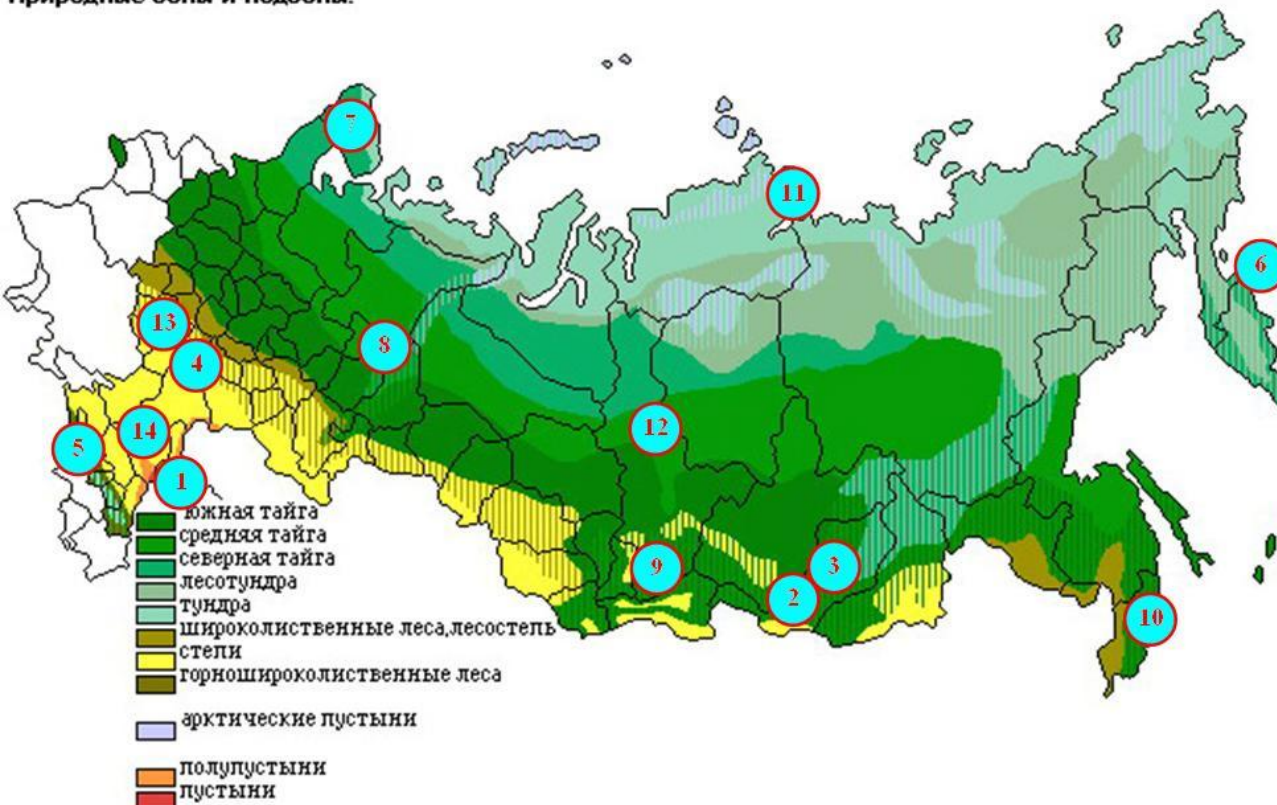 Природные зоны и подзоны.
7
11
6
13
8
4
12
14
5
1
9
3
2
10
южная тайга
средняя тайга
северная тайга
лесотундра
тундра
широколиственные леса,лесостепь
степи
горношироколиственные леса
арктические пустыни
полупустыни
пустыни